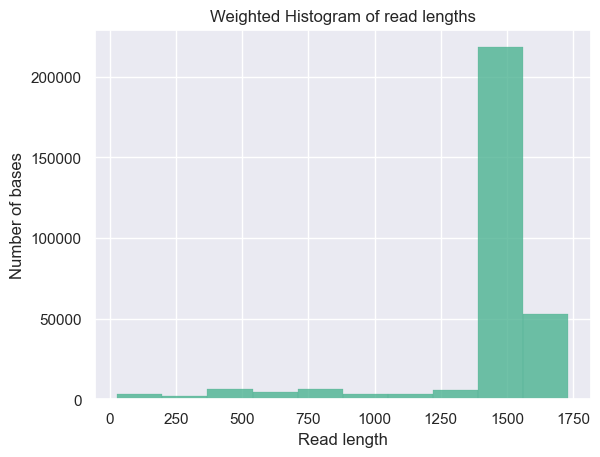 Weighted Histogram of read lengths
200000
150000
100000
50000
0
Number of bases
0 250 500 750 1000 1250 1500 1750
Read length